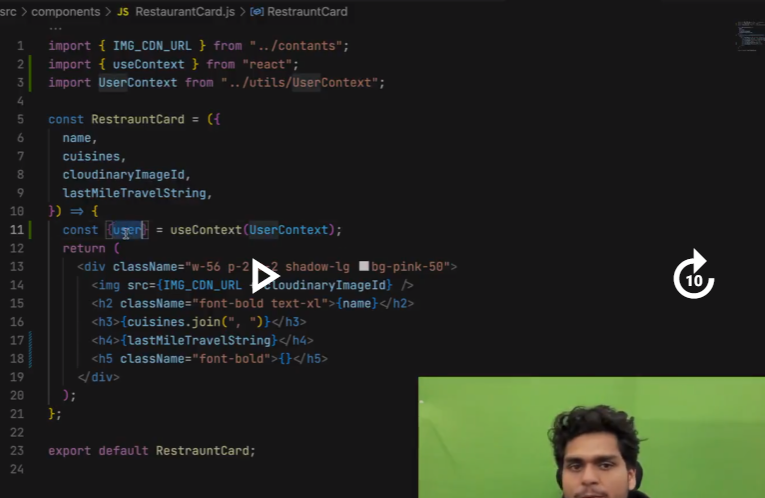 src > components > JS RestaurantCard.js > RestrauntCard
...
1 import { IMG_CDN_URL } from "../contants";
2 import { useContext } from "react";
3 import UserContext from "../utils/UserContext";
4
5 const RestrauntCard = ({
6 name,
7 cuisines,
8 cloudinaryImageId,
9 lastMileTravelString,
10 }) => {
11 const {user} = useContext(UserContext);
12 return (
13 <div className="w-56 p-2 2 shadow-lg bg-pink-50">
14 <img src={IMG_CDN_URL cloudinaryImageId} />
15 <h2 className="font-bold text-xl">{name}</h2>
16 <h3>{cuisines.join(", ")}</h3>
17 <h4>{lastMileTravelString}</h4>
18 <h5 className="font-bold">{}</h5>
19 </div>
20 );
21 };
22
23 export default RestrauntCard;
24
10